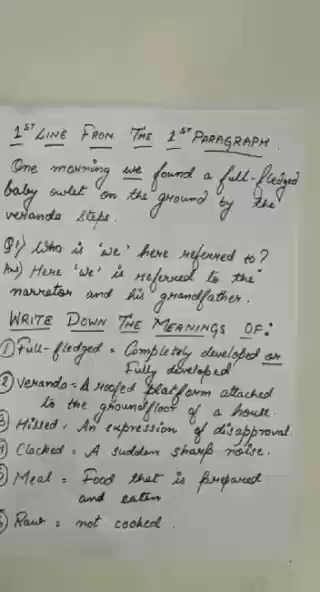 1ST LINE FROM THE 1ST PARAGRAPH.
One morning we found a full-fledged
baby owlet on the ground by the
veranda steps.
Q1) Who is 'we' here referred to?
Ans) Here 'we' is referred to the
narrator and his grandfather.
WRITE DOWN THE MEANINGS OF:
① Full-fledged = Completely developed or
Fully developed
② Veranda = A roofed platform attached
to the groundfloor of a house.
③ Hissed = An expression of disapproval.
④ Clacked = A sudden sharp noise.
⑤ Meal = Food that is prepared
and eaten
⑥ Raw = not cooked.